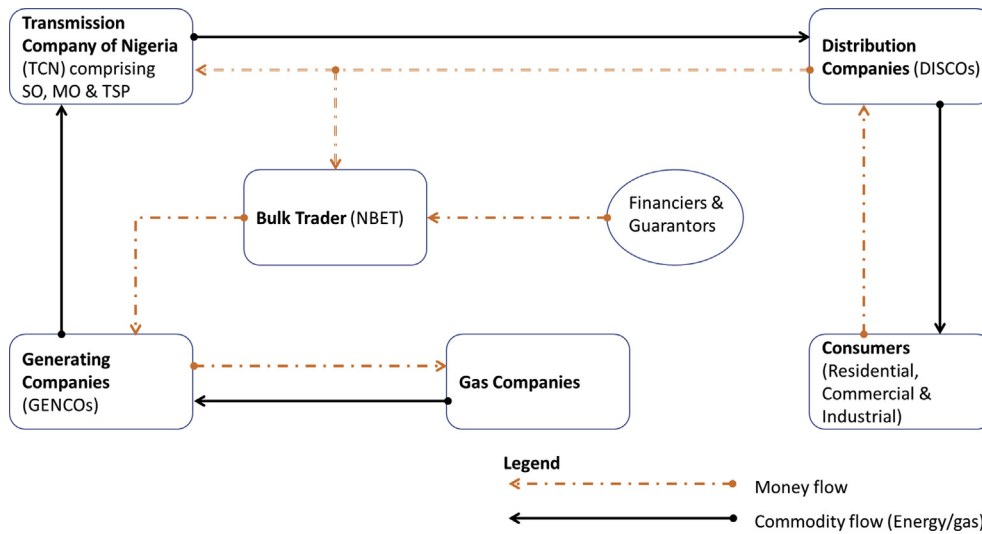 Transmission
Company of Nigeria
(TCN) comprising
SO, MO & TSP
Distribution
Companies (DISCOs)
Bulk Trader (NBET)
Financiers &
Guarantors
Generating
Companies
(GENCOs)
Gas Companies
Consumers
(Residential,
Commercial &
Industrial)
Legend
Money flow
Commodity flow (Energy/gas)